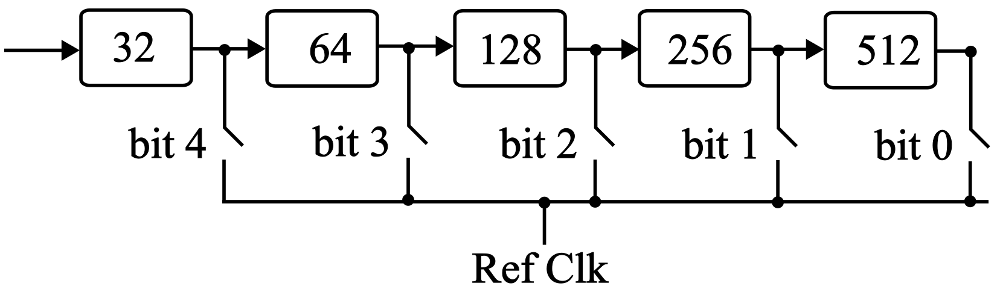 32 64 128 256 512
bit 4 bit 3 bit 2 bit 1 bit 0
Ref Clk